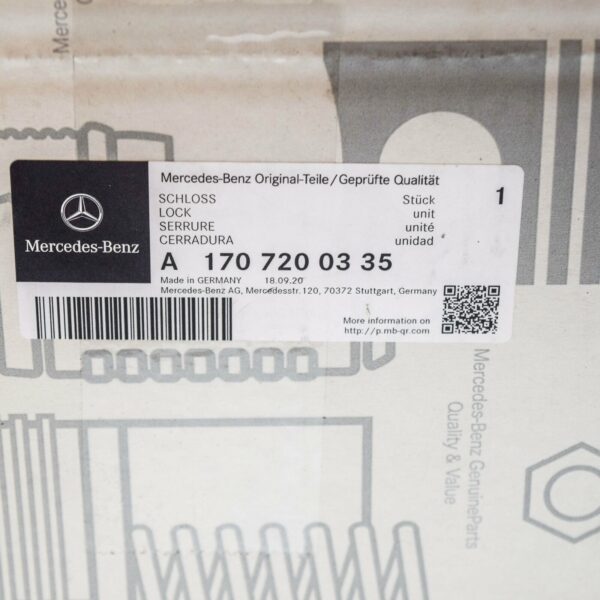 Mercedes-Benz
Mercedes-Benz Original-Teile/Geprüfte Qualität
SCHLOSS Stück 1
LOCK unit
SERRURE unité
CERRADURA unidad
A 170 720 03 35
Made in GERMANY 18.09.20
Mercedes-Benz AG, Mercedesstr.120, 70372 Stuttgart, Germany
More information on
http://p.mb-qr.com
Mercedes-Benz GenuineParts
Quality & Value